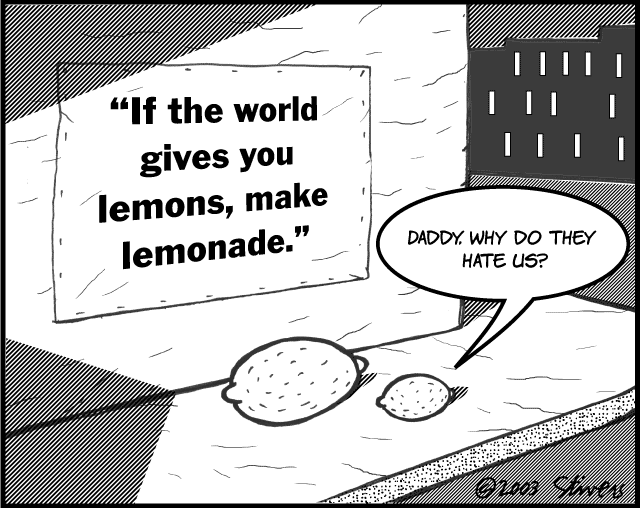 “If the world
gives you
lemons, make
lemonade.”
DADDY. WHY DO THEY
HATE US?
©2003 Stivers